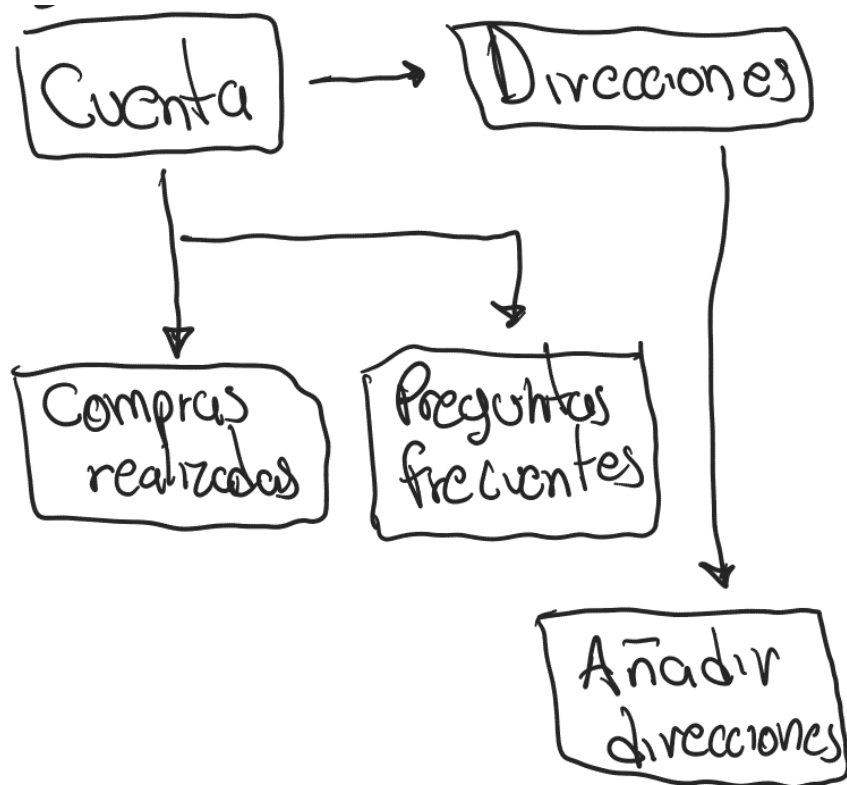 Cuenta
Direcciones
Compras
realizadas
Preguntas
frecuentes
Añadir
direcciones